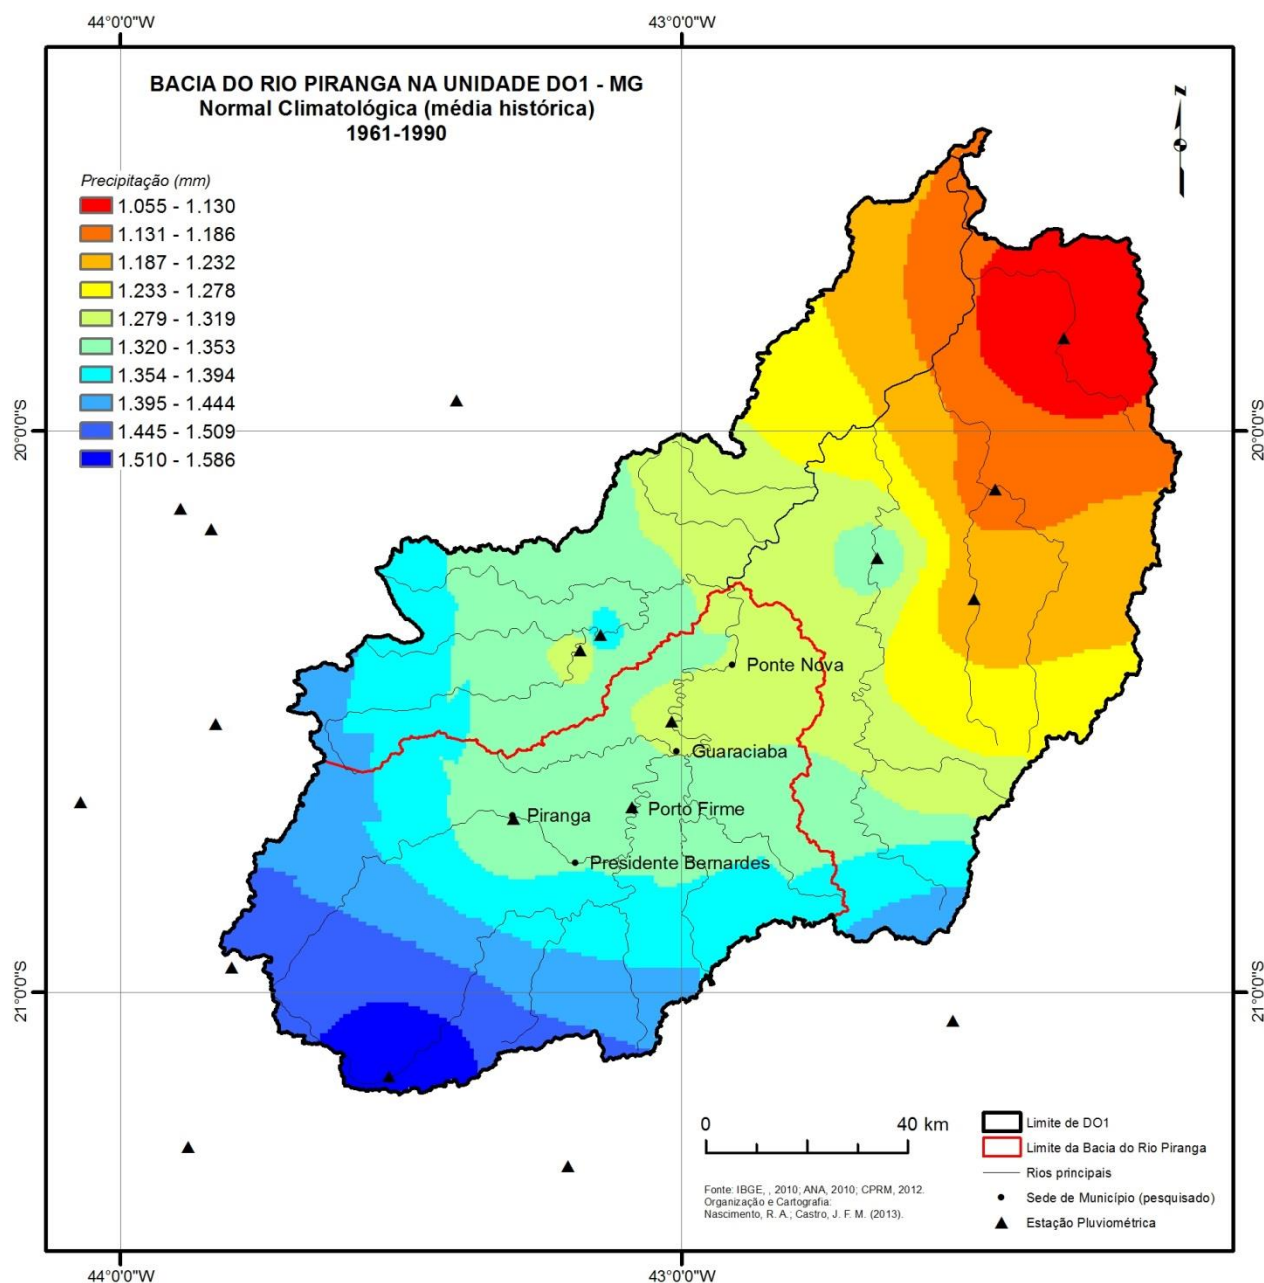 44°0'0"W
43°0'0"W
BACIA DO RIO PIRANGA NA UNIDADE DO1 - MG
Normal Climatológica (média histórica)
1961-1990
Z
Precipitação (mm)
1.055 - 1.130
1.131 - 1.186
1.187 - 1.232
1.233 - 1.278
1.279 - 1.319
1.320 - 1.353
1.354 - 1.394
1.395 - 1.444
1.445 - 1.509
1.510 - 1.586
20°0'0"S
20°0'0"S
Ponte Nova
Guaraciaba
Piranga
Porto Firme
Presidente Bernardes
21°0'0"S
21°0'0"S
0 40 km
Limite de DO1
Limite da Bacia do Rio Piranga
Rios principais
Sede de Município (pesquisado)
Estação Pluviométrica
Fonte: IBGE, , 2010; ANA, 2010; CPRM, 2012.
Organização e Cartografia:
Nascimento, R. A.; Castro, J. F. M. (2013).
44°0'0"W
43°0'0"W